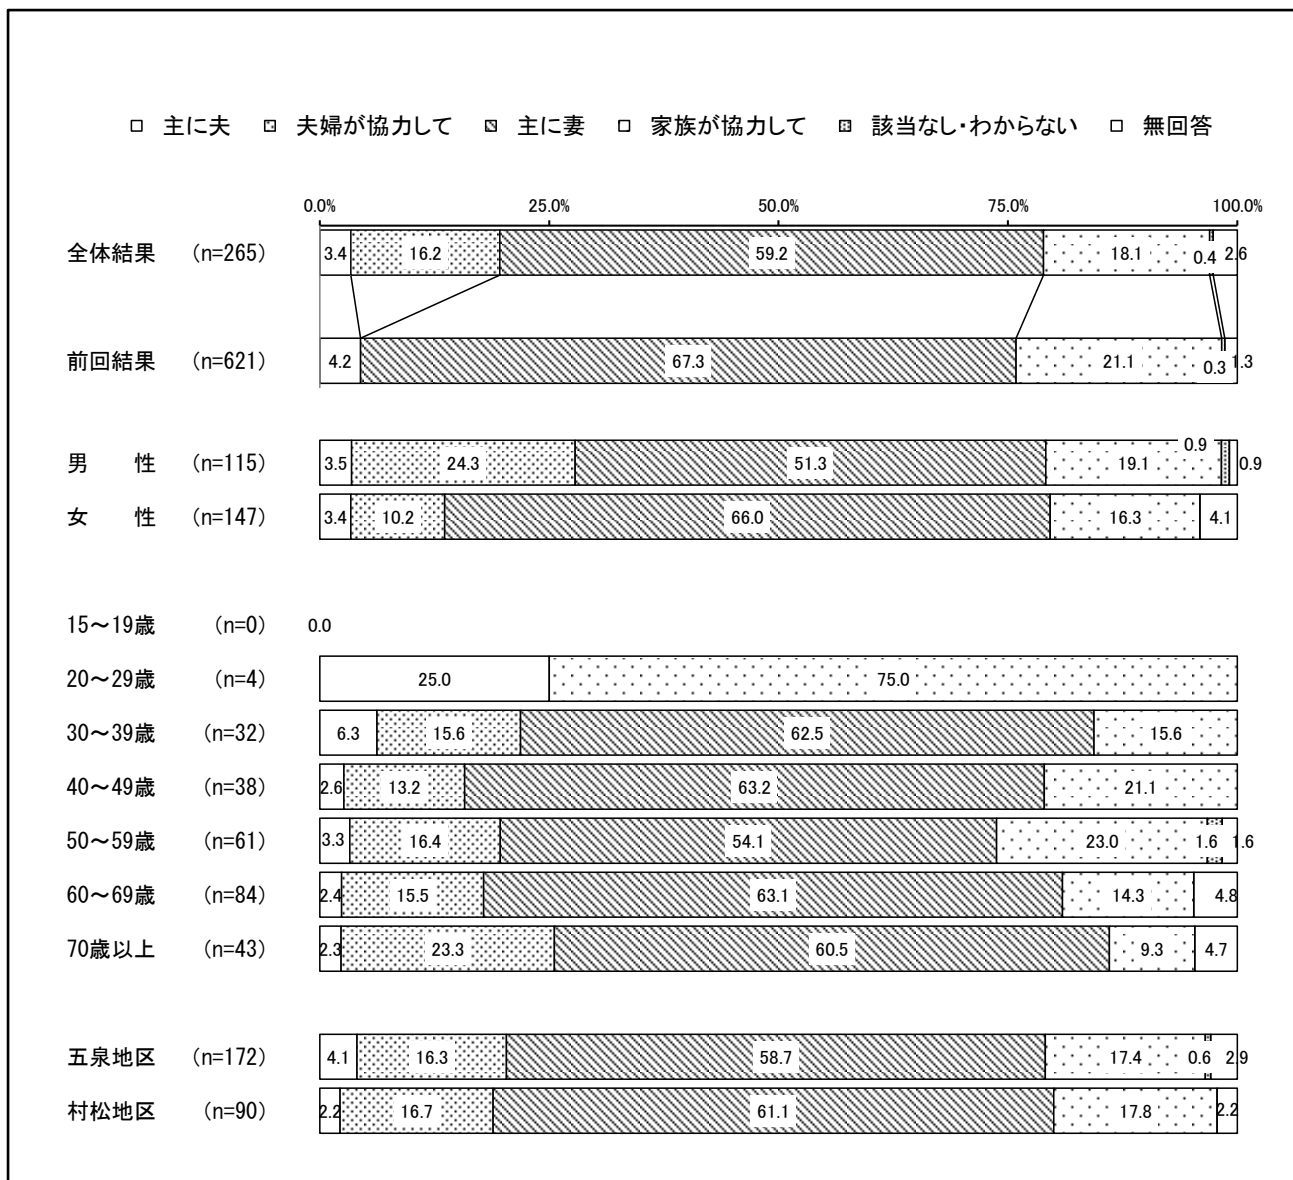 主に夫 夫婦が協力して 主に妻 家族が協力して 該当なし・わからない 無回答
0.0% 25.0% 50.0% 75.0% 100.0%
全体結果 (n=265) 3.4 16.2 59.2 18.1 0.4 2.6
前回結果 (n=621) 4.2 67.3 21.1 0.3 1.3
男 性 (n=115) 3.5 24.3 51.3 19.1 0.9 0.9
女 性 (n=147) 3.4 10.2 66.0 16.3 4.1
15～19歳 (n=0) 0.0
20～29歳 (n=4) 25.0 75.0
30～39歳 (n=32) 6.3 15.6 62.5 15.6
40～49歳 (n=38) 2.6 13.2 63.2 21.1
50～59歳 (n=61) 3.3 16.4 54.1 23.0 1.6 1.6
60～69歳 (n=84) 2.4 15.5 63.1 14.3 4.8
70歳以上 (n=43) 2.3 23.3 60.5 9.3 4.7
五泉地区 (n=172) 4.1 16.3 58.7 17.4 0.6 2.9
村松地区 (n=90) 2.2 16.7 61.1 17.8 2.2